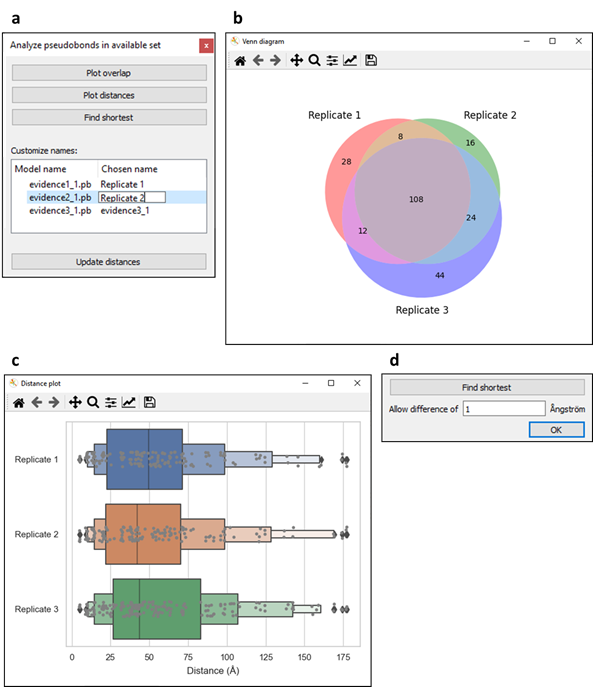 a
Analyze pseudobonds in available set
x
Plot overlap
Plot distances
Find shortest
Customize names:
Model name Chosen name
evidence1_1.pb Replicate 1
evidence2_1.pb Replicate 2
evidence3_1.pb evidence3_1
Update distances
b
Venn diagram
Replicate 1 Replicate 2
8
16
28
108
24
12
44
Replicate 3
c
Distance plot
Replicate 1
Replicate 2
Replicate 3
0 25 50 75 100 125 150 175
Distance (Å)
d
Find shortest
Allow difference of 1 Ångström
OK